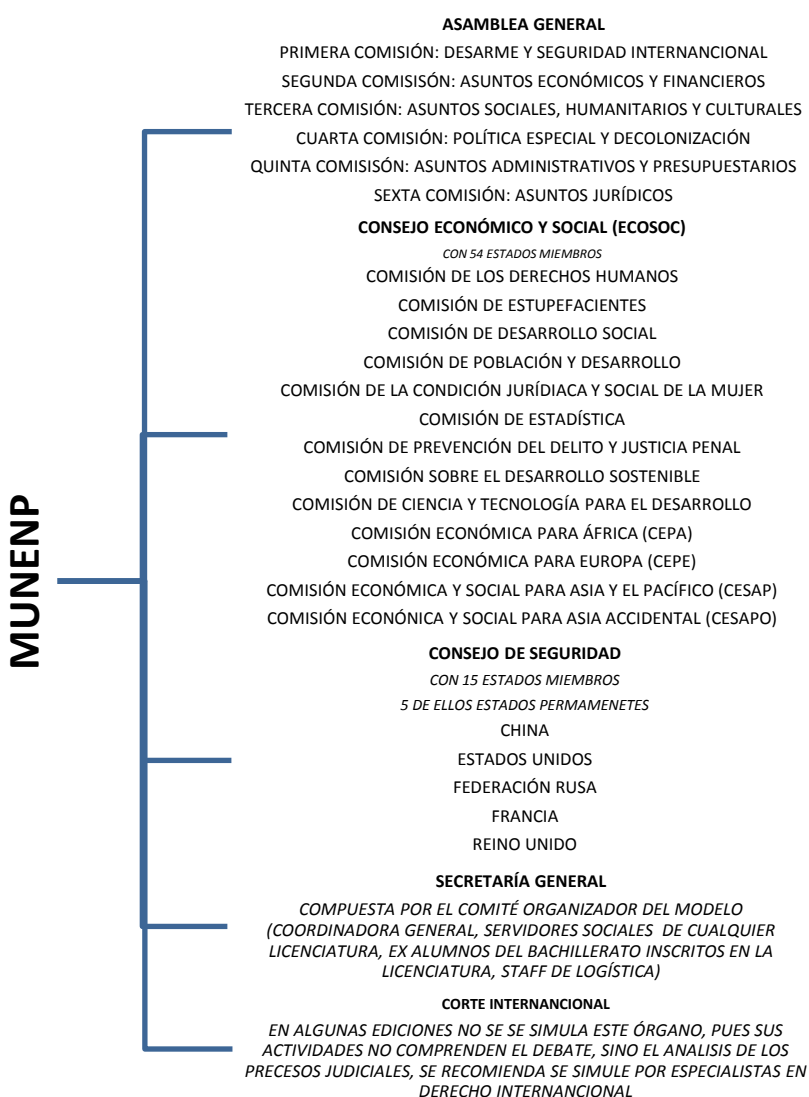 MUNENP
ASAMBLEA GENERAL
PRIMERA COMISIÓN: DESARME Y SEGURIDAD INTERNANCIONAL
SEGUNDA COMISISÓN: ASUNTOS ECONÓMICOS Y FINANCIEROS
TERCERA COMISIÓN: ASUNTOS SOCIALES, HUMANITARIOS Y CULTURALES
CUARTA COMISIÓN: POLÍTICA ESPECIAL Y DECOLONIZACIÓN
QUINTA COMISISÓN: ASUNTOS ADMINISTRATIVOS Y PRESUPUESTARIOS
SEXTA COMISIÓN: ASUNTOS JURÍDICOS
CONSEJO ECONÓMICO Y SOCIAL (ECOSOC)
CON 54 ESTADOS MIEMBROS
COMISIÓN DE LOS DERECHOS HUMANOS
COMISIÓN DE ESTUPEFACIENTES
COMISIÓN DE DESARROLLO SOCIAL
COMISIÓN DE POBLACIÓN Y DESARROLLO
COMISIÓN DE LA CONDICIÓN JURÍDIACA Y SOCIAL DE LA MUJER
COMISIÓN DE ESTADÍSTICA
COMISIÓN DE PREVENCIÓN DEL DELITO Y JUSTICIA PENAL
COMISIÓN SOBRE EL DESARROLLO SOSTENIBLE
COMISIÓN DE CIENCIA Y TECNOLOGÍA PARA EL DESARROLLO
COMISIÓN ECONÓMICA PARA ÁFRICA (CEPA)
COMISIÓN ECONÓMICA PARA EUROPA (CEPE)
COMISIÓN ECONÓMICA Y SOCIAL PARA ASIA Y EL PACÍFICO (CESAP)
COMISIÓN ECONÓNICA Y SOCIAL PARA ASIA ACCIDENTAL (CESAPO)
CONSEJO DE SEGURIDAD
CON 15 ESTADOS MIEMBROS
5 DE ELLOS ESTADOS PERMAMENETES
CHINA
ESTADOS UNIDOS
FEDERACIÓN RUSA
FRANCIA
REINO UNIDO
SECRETARÍA GENERAL
COMPUESTA POR EL COMITÉ ORGANIZADOR DEL MODELO
(COORDINADORA GENERAL, SERVIDORES SOCIALES DE CUALQUIER
LICENCIATURA, EX ALUMNOS DEL BACHILLERATO INSCRITOS EN LA
LICENCIATURA, STAFF DE LOGÍSTICA)
CORTE INTERNANCIONAL
EN ALGUNAS EDICIONES NO SE SE SIMULA ESTE ÓRGANO, PUES SUS
ACTIVIDADES NO COMPRENDEN EL DEBATE, SINO EL ANALISIS DE LOS
PRECESOS JUDICIALES, SE RECOMIENDA SE SIMULE POR ESPECIALISTAS EN
DERECHO INTERNANCIONAL